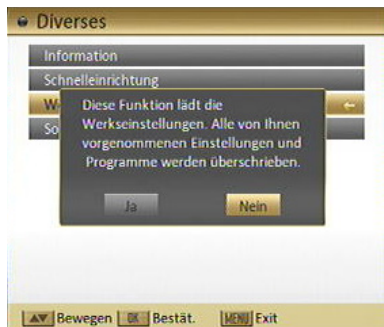 Diverses
Information
Schnelleinrichtung
Diese Funktion lädt die
Werkseinstellungen. Alle von Ihnen
vorgenommenen Einstellungen und
Programme werden überschrieben.
Ja Nein
Bewegen OK Bestät. MENU Exit